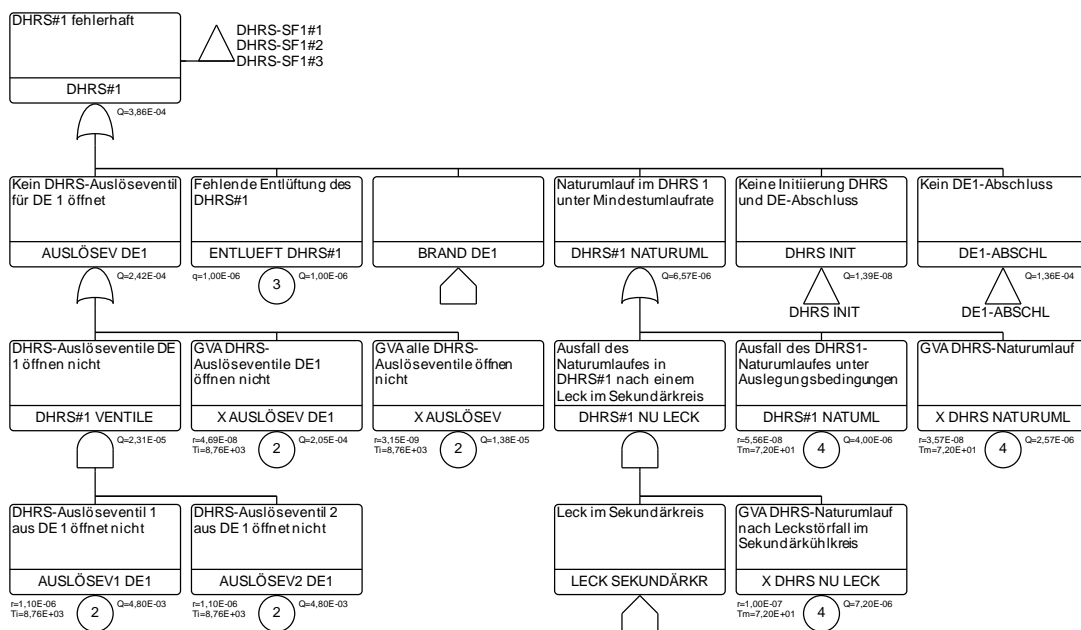 DHRS#1 fehlerhaft
DHRS#1
DHRS-SF1#1
DHRS-SF1#2
DHRS-SF1#3
Q=3,86E-04
Kein DHRS-Auslöseventil
für DE 1 öffnet
AUSLÖSEV DE1
Q=2,42E-04
Fehlende Entlüftung des
DHRS#1
ENTLUEFT DHRS#1
q=1,00E-06
3
Q=1,00E-06
BRAND DE1
Naturumlauf im DHRS 1
unter Mindestumlaufrate
DHRS#1 NATURUML
Q=6,57E-06
Keine Initiierung DHRS
und DE-Abschluss
DHRS INIT
Q=1,39E-08
DHRS INIT
Kein DE1-Abschluss
DE1-ABSCHL
Q=1,36E-04
DE1-ABSCHL
DHRS-Auslöseventile DE
1 öffnen nicht
DHRS#1 VENTILE
Q=2,31E-05
GVA DHRS-
Auslöseventile DE1
öffnen nicht
X AUSLÖSEV DE1
r=4,69E-08
Ti=8,76E+03
2
Q=2,05E-04
GVA alle DHRS-
Auslöseventile öffnen
nicht
X AUSLÖSEV
r=3,15E-09
Ti=8,76E+03
2
Q=1,38E-05
Ausfall des
Naturumlaufes in
DHRS#1 nach einem
Leck im Sekundärkreis
DHRS#1 NU LECK
Ausfall des DHRS1-
Naturumlaufes unter
Auslegungsbedingungen
DHRS#1 NATUML
r=5,56E-08
Tm=7,20E+01
4
Q=4,00E-06
GVA DHRS-Naturumlauf
X DHRS NATURUML
r=3,57E-08
Tm=7,20E+01
4
Q=2,57E-06
DHRS-Auslöseventil 1
aus DE 1 öffnet nicht
AUSLÖSEV1 DE1
r=1,10E-06
Ti=8,76E+03
2
Q=4,80E-03
DHRS-Auslöseventil 2
aus DE 1 öffnet nicht
AUSLÖSEV2 DE1
r=1,10E-06
Ti=8,76E+03
2
Q=4,80E-03
Leck im Sekundärkreis
LECK SEKUNDÄRKR
GVA DHRS-Naturumlauf
nach Leckstörfall im
Sekundärkühlkreis
X DHRS NU LECK
r=1,00E-07
Tm=7,20E+01
4
Q=7,20E-06